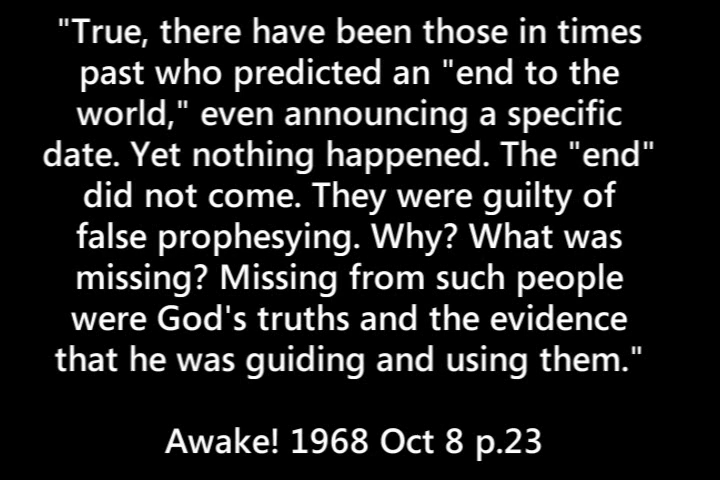 "True, there have been those in times
past who predicted an "end to the
world," even announcing a specific
date. Yet nothing happened. The "end"
did not come. They were guilty of
false prophesying. Why? What was
missing? Missing from such people
were God's truths and the evidence
that he was guiding and using them."
Awake! 1968 Oct 8 p.23